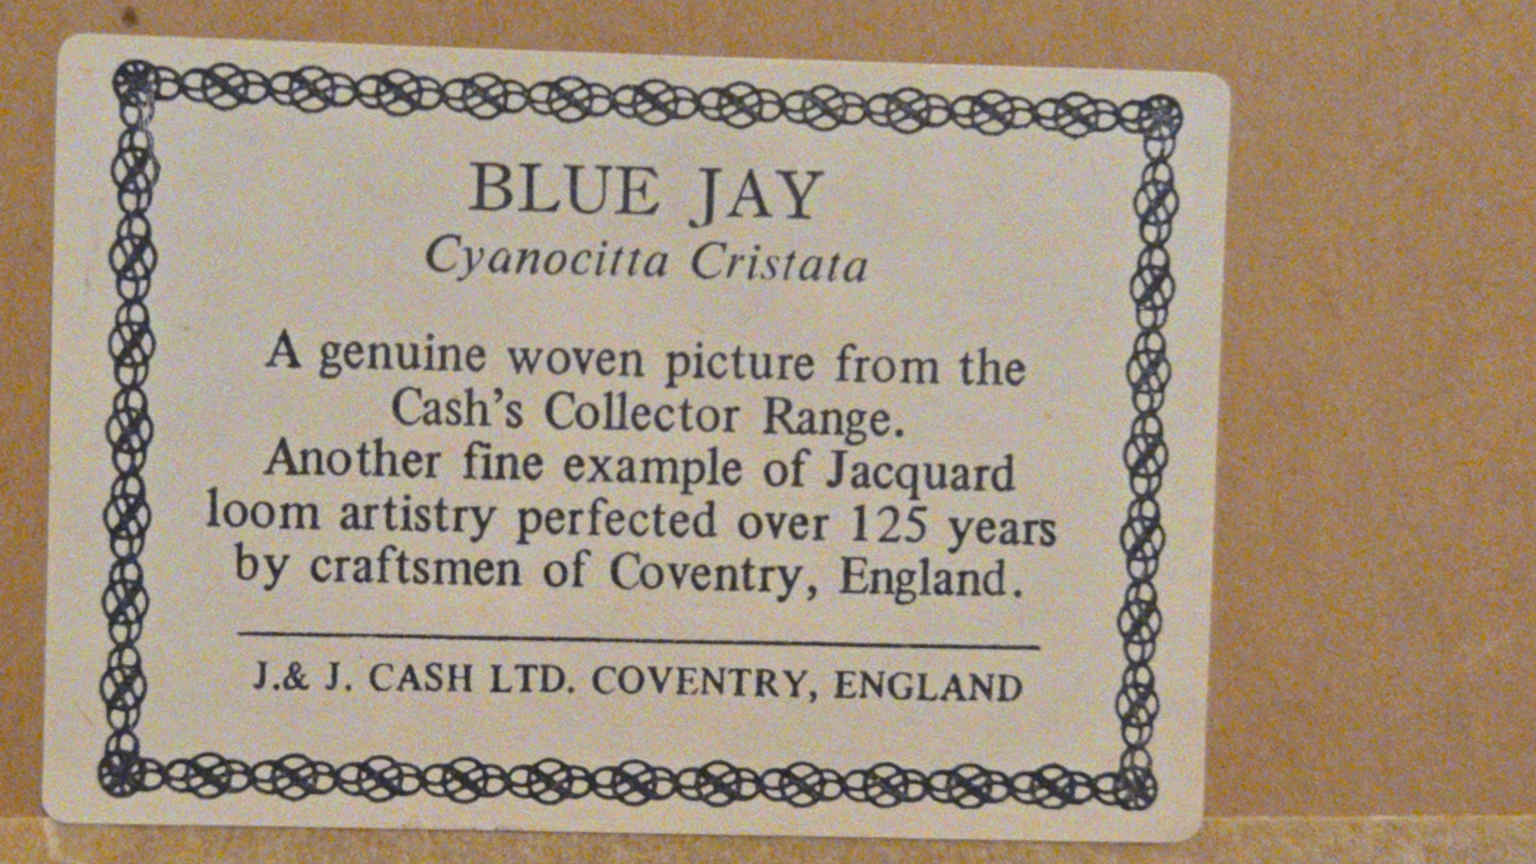 BLUE JAY
Cyanocitta Cristata
A genuine woven picture from the
Cash's Collector Range.
Another fine example of Jacquard
loom artistry perfected over 125 years
by craftsmen of Coventry, England.
J.& J. CASH LTD. COVENTRY, ENGLAND